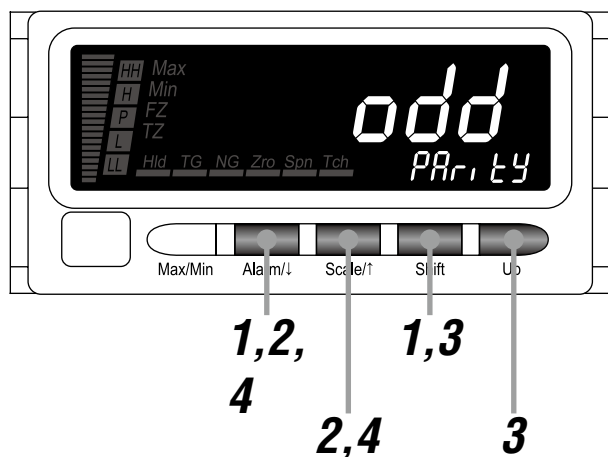 HH Max
H Min
P FZ
L TZ
LL Hld TG NG Zro Spn Tch
odd
PAritY
Max/Min Alarm/↓ Scale/↑ Shift Up
1,2, 1,3
4
2,4 3